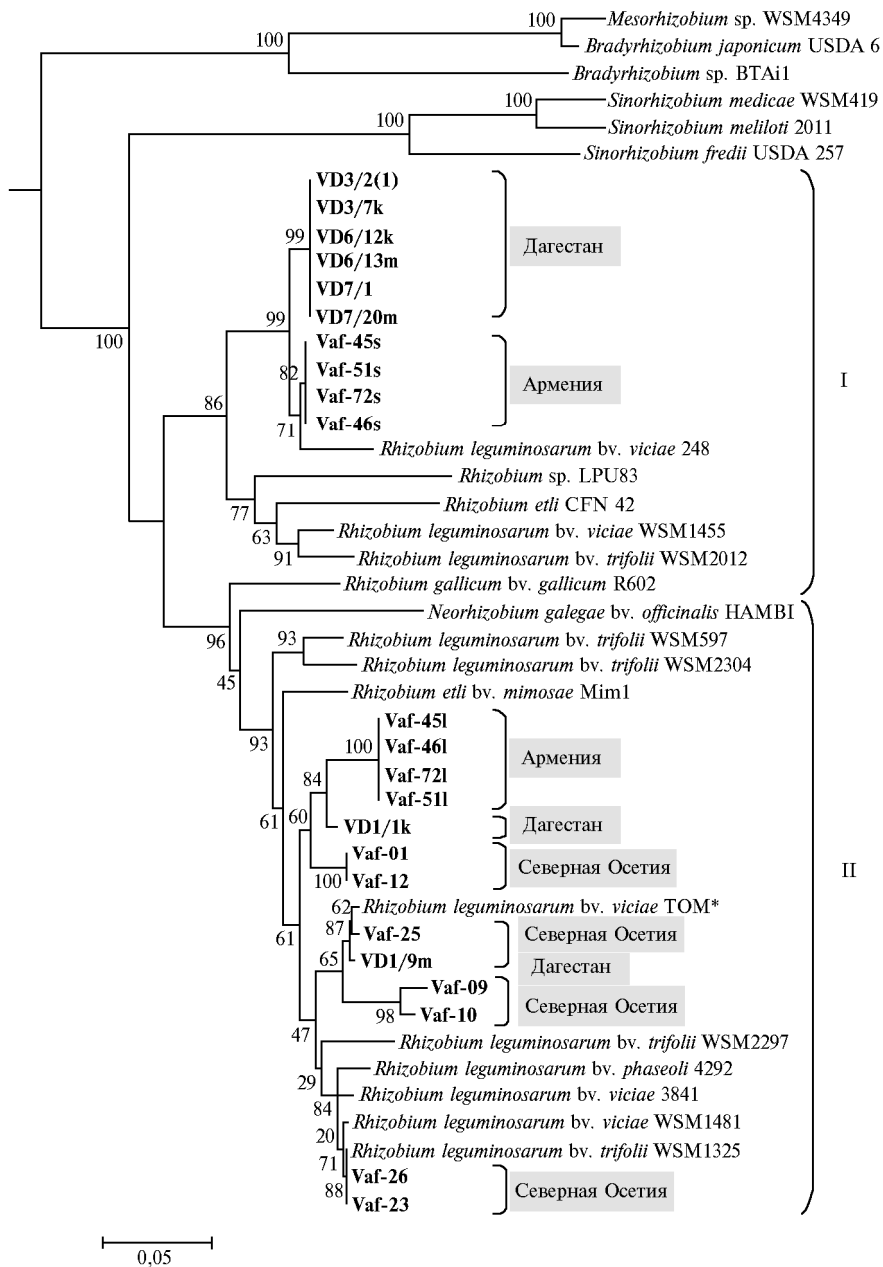 100
Mesorhizobium sp. WSM4349
100
Bradyrhizobium japonicum USDA 6
Bradyrhizobium sp. BTAi1
100
Sinorhizobium medicae WSM419
100
Sinorhizobium meliloti 2011
Sinorhizobium fredii USDA 257
VD3/2(1)
VD3/7k
99
VD6/12k
Дагестан
VD6/13m
VD7/1
99
VD7/20m
100
Vaf-45s
82
Vaf-51s
Армения
I
Vaf-72s
86
Vaf-46s
71
Rhizobium leguminosarum bv. viciae 248
Rhizobium sp. LPU83
77
Rhizobium etli CFN 42
63
Rhizobium leguminosarum bv. viciae WSM1455
91
Rhizobium leguminosarum bv. trifolii WSM2012
Rhizobium gallicum bv. gallicum R602
96
Neorhizobium galegae bv. officinalis HAMBI
93
Rhizobium leguminosarum bv. trifolii WSM597
45
Rhizobium leguminosarum bv. trifolii WSM2304
Rhizobium etli bv. mimosae Mim1
93
Vaf-45l
100
Vaf-46l
Армения
84
Vaf-72l
Vaf-51l
61
60
VD1/1k
Дагестан
Vaf-01
Северная Осетия
II
100
Vaf-12
62
Rhizobium leguminosarum bv. viciae TOM*
61
87
Vaf-25
Северная Осетия
65
VD1/9m
Дагестан
Vaf-09
Северная Осетия
98
Vaf-10
47
Rhizobium leguminosarum bv. trifolii WSM2297
29
Rhizobium leguminosarum bv. phaseoli 4292
84
Rhizobium leguminosarum bv. viciae 3841
20
Rhizobium leguminosarum bv. viciae WSM1481
71
Rhizobium leguminosarum bv. trifolii WSM1325
88
Vaf-26
Северная Осетия
Vaf-23
0,05